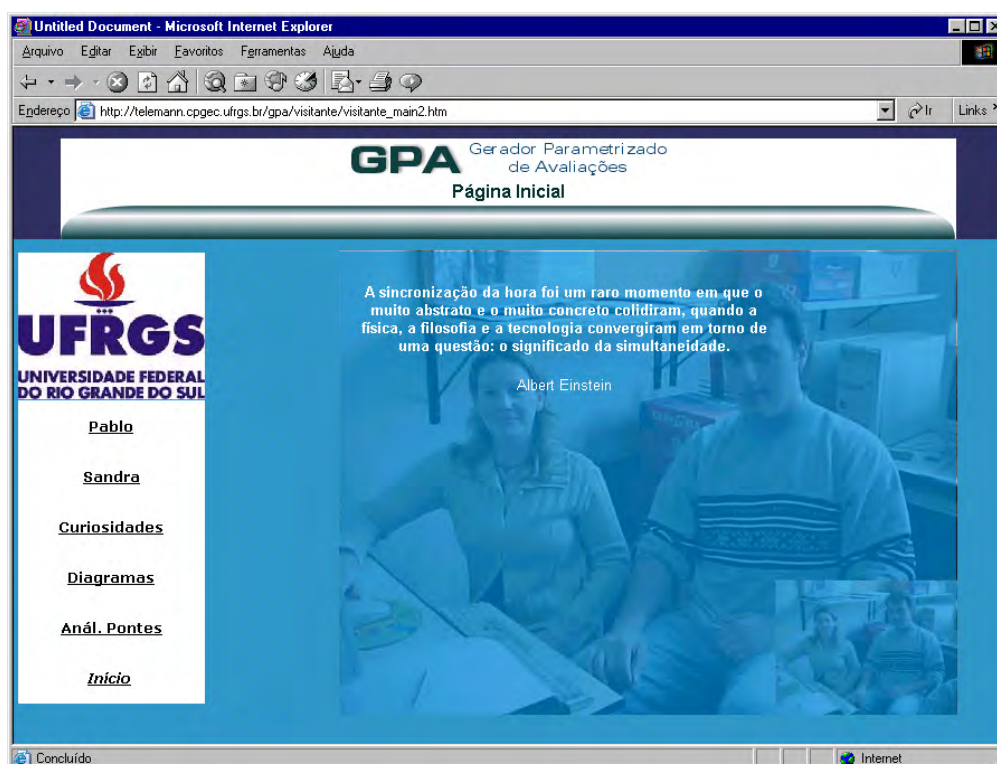 Untitled Document - Microsoft Internet Explorer
Arquivo Editar Exibir Favoritos Ferramentas Ajuda
Endereço http://telemann.cpgec.ufrgs.br/gpa/visitante/visitante_main2.htm Ir Links
GPA Gerador Parametrizado
de Avaliações
Página Inicial
UFRGS
UNIVERSIDADE FEDERAL
DO RIO GRANDE DO SUL
Pablo
Sandra
Curiosidades
Diagramas
Anál. Pontes
Início
A sincronização da hora foi um raro momento em que o
muito abstrato e o muito concreto colidiram, quando a
física, a filosofia e a tecnologia convergiram em torno de
uma questão: o significado da simultaneidade.
Albert Einstein
Concluído Internet